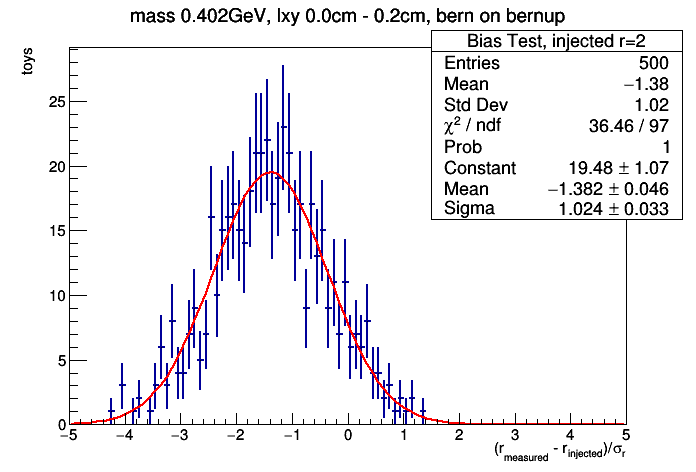 mass 0.402GeV, lxy 0.0cm - 0.2cm, bern on bernup
toys
Bias Test, injected r=2
Entries 500
Mean −1.38
Std Dev 1.02
χ² / ndf 36.46 / 97
Prob 1
Constant 19.48 ± 1.07
Mean −1.382 ± 0.046
Sigma 1.024 ± 0.033
25
20
15
10
5
0
−5 −4 −3 −2 −1 0 1 2 3 4 5
(r_measured - r_injected)/σ_r